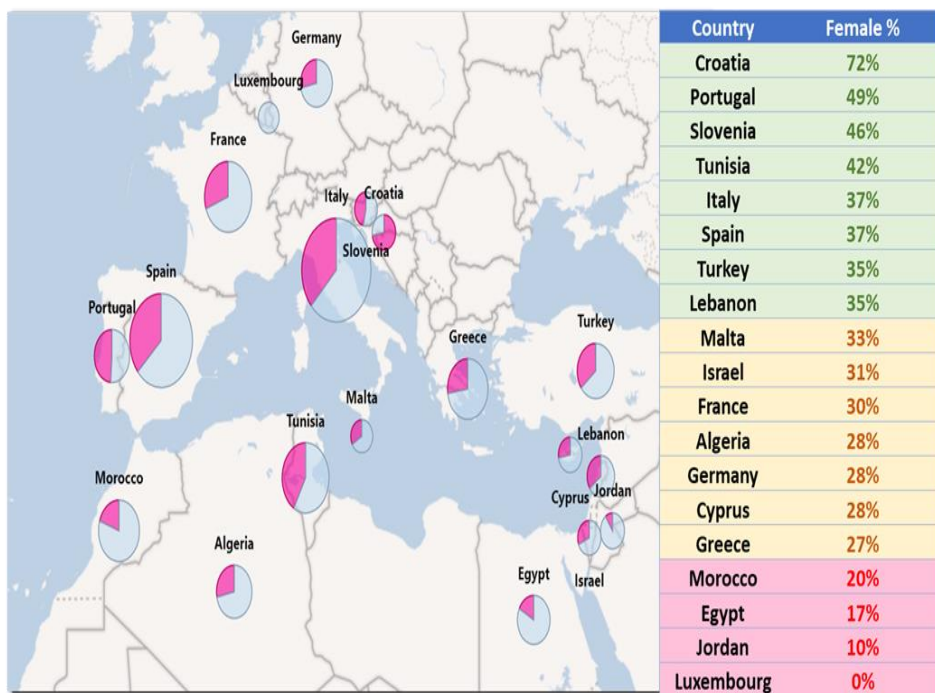 Germany
Luxembourg
France
Italy Croatia
Slovenia
Spain
Portugal
Greece
Turkey
Malta
Tunisia
Lebanon
Morocco
Cyprus Jordan
Algeria
Egypt
Israel
Country Female %
Croatia 72%
Portugal 49%
Slovenia 46%
Tunisia 42%
Italy 37%
Spain 37%
Turkey 35%
Lebanon 35%
Malta 33%
Israel 31%
France 30%
Algeria 28%
Germany 28%
Cyprus 28%
Greece 27%
Morocco 20%
Egypt 17%
Jordan 10%
Luxembourg 0%